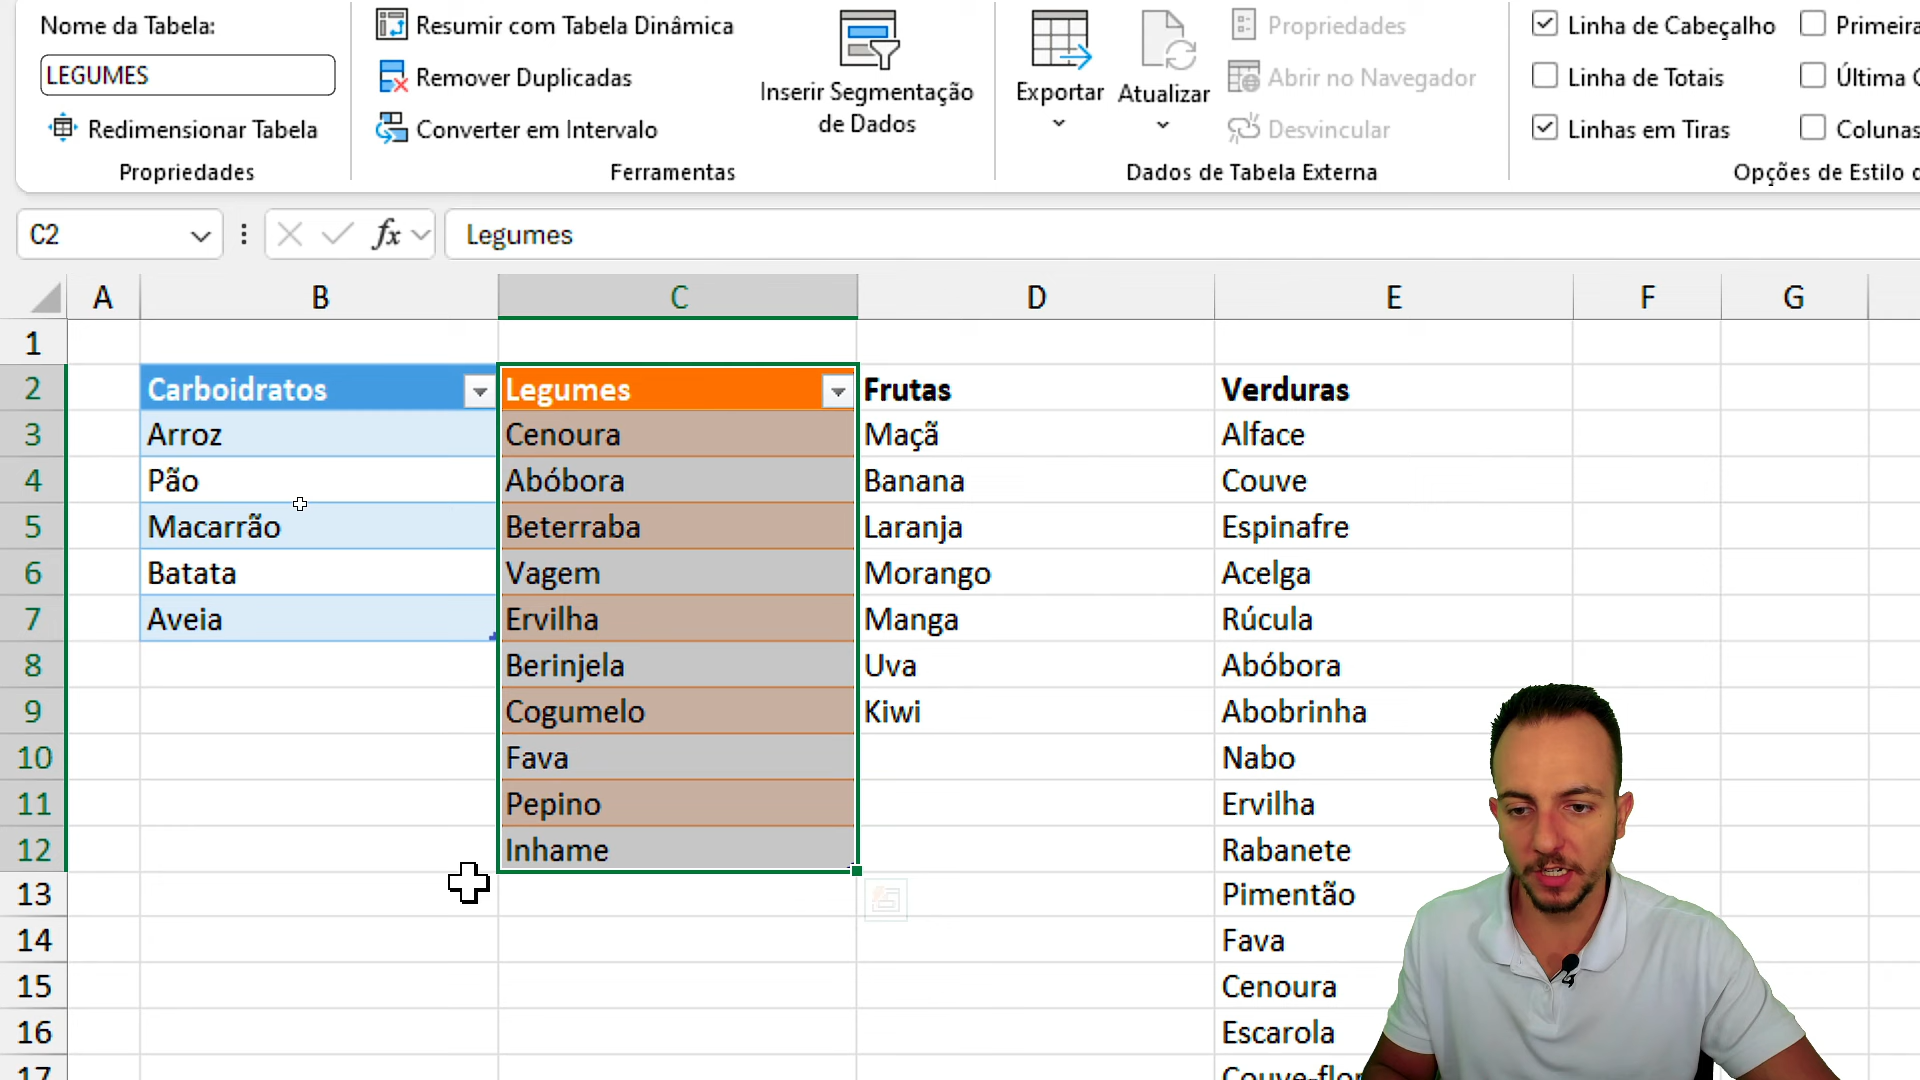 Nome da Tabela:
LEGUMES
Redimensionar Tabela
Propriedades
Resumir com Tabela Dinâmica
Remover Duplicadas
Converter em Intervalo
Inserir Segmentação
de Dados
Ferramentas
Exportar
Atualizar
Propriedades
Abrir no Navegador
Desvincular
Dados de Tabela Externa
Linha de Cabeçalho
Linha de Totais
Linhas em Tiras
Primeira
Última C
Colunas
Opções de Estilo d
C2
fx
Legumes
A B C D E F G
1
2 Carboidratos Legumes Frutas Verduras
3 Arroz Cenoura Maçã Alface
4 Pão Abóbora Banana Couve
5 Macarrão Beterraba Laranja Espinafre
6 Batata Vagem Morango Acelga
7 Aveia Ervilha Manga Rúcula
8 Berinjela Uva Abóbora
9 Cogumelo Kiwi Abobrinha
10 Fava Nabo
11 Pepino Ervilha
12 Inhame Rabanete
13 Pimentão
14 Fava
15 Cenoura
16 Escarola
17 Couve-flor